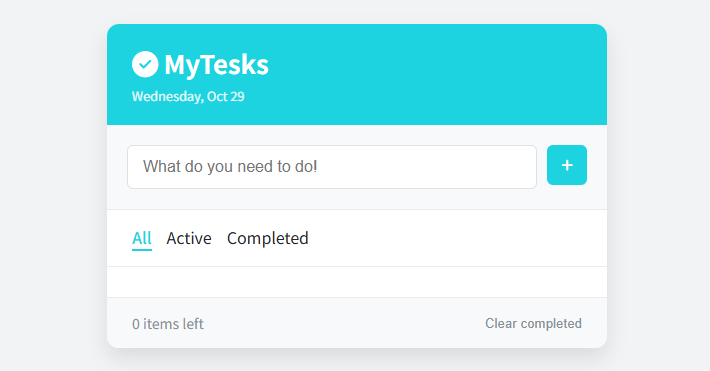 MyTesks
Wednesday, Oct 29
What do you need to do!
+
All Active Completed
0 items left Clear completed